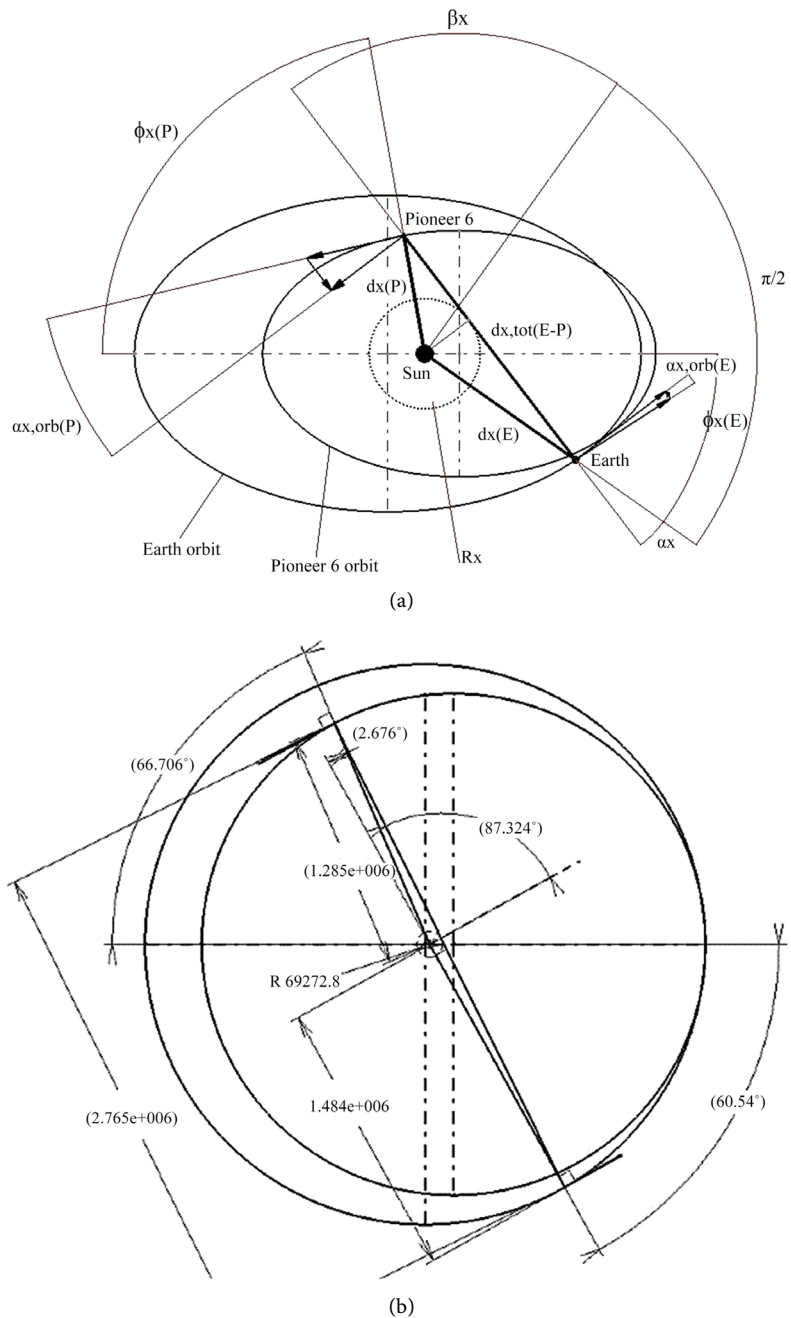 βx
ϕx(P)
Pioneer 6
π/2
dx(P)
dx,tot(E-P)
Sun
αx,orb(E)
αx,orb(P)
ϕx(E)
dx(E)
Earth
Earth orbit
αx
Rx
Pioneer 6 orbit
(a)
(2.676˚)
(66.706˚)
(87.324˚)
(1.285e+006)
R 69272.8
1.484e+006
(60.54˚)
(2.765e+006)
(b)